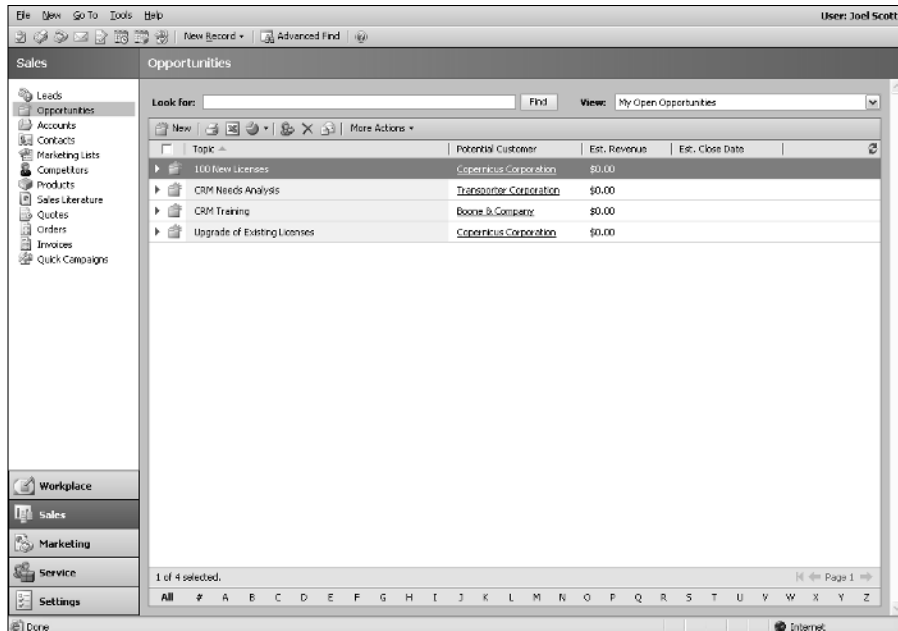 File New Go To Tools Help User: Joel Scott
New Record Advanced Find
Sales Opportunities
Leads
Opportunities
Accounts
Contacts
Marketing Lists
Competitors
Products
Sales Literature
Quotes
Orders
Invoices
Quick Campaigns
Workplace
Sales
Marketing
Service
Settings
Look for: Find View: My Open Opportunities
New More Actions
Topic Potential Customer Est. Revenue Est. Close Date
100 New Licenses Copernicus Corporation $0.00
CRM Needs Analysis Transporter Corporation $0.00
CRM Training Boone & Company $0.00
Upgrade of Existing Licenses Copernicus Corporation $0.00
1 of 4 selected. Page 1
All # A B C D E F G H I J K L M N O P Q R S T U V W X Y Z
Done Internet